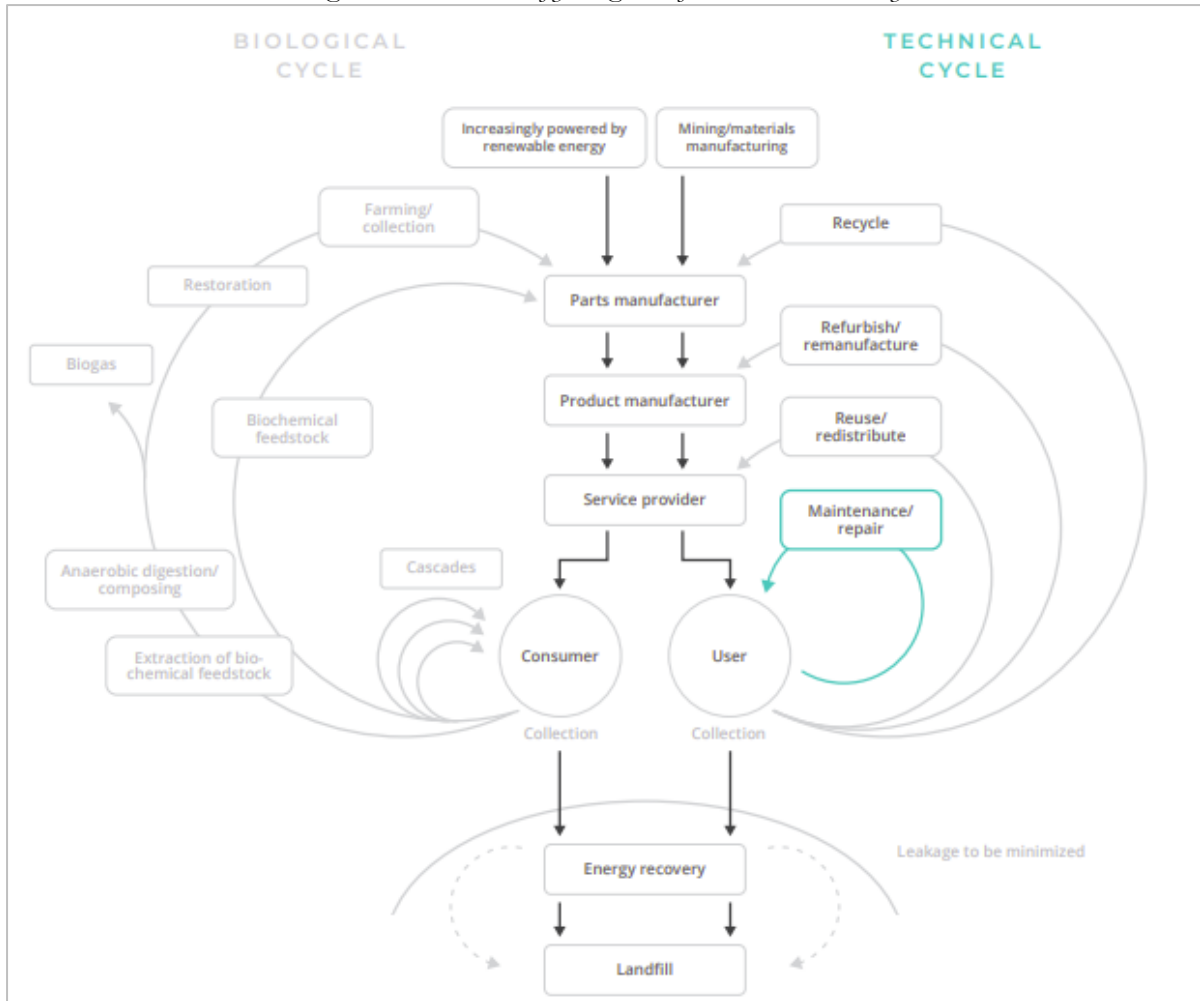 BIOLOGICAL
CYCLE
TECHNICAL
CYCLE
Increasingly powered by
renewable energy
Mining/materials
manufacturing
Farming/
collection
Recycle
Restoration
Parts manufacturer
Refurbish/
remanufacture
Biogas
Product manufacturer
Biochemical
feedstock
Reuse/
redistribute
Service provider
Maintenance/
repair
Anaerobic digestion/
composing
Cascades
Extraction of bio-
chemical feedstock
Consumer
User
Collection
Collection
Leakage to be minimized
Energy recovery
Landfill